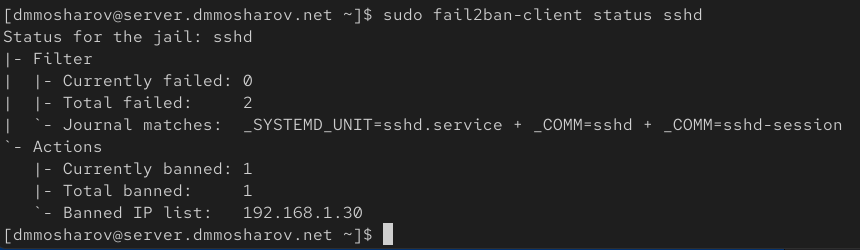 [dmmosharov@server.dmmosharov.net ~]$ sudo fail2ban-client status sshd
Status for the jail: sshd
|- Filter
|  |- Currently failed: 0
|  |- Total failed:     2
|  `- Journal matches:  _SYSTEMD_UNIT=sshd.service + _COMM=sshd + _COMM=sshd-session
`- Actions
   |- Currently banned: 1
   |- Total banned:     1
   `- Banned IP list:   192.168.1.30
[dmmosharov@server.dmmosharov.net ~]$